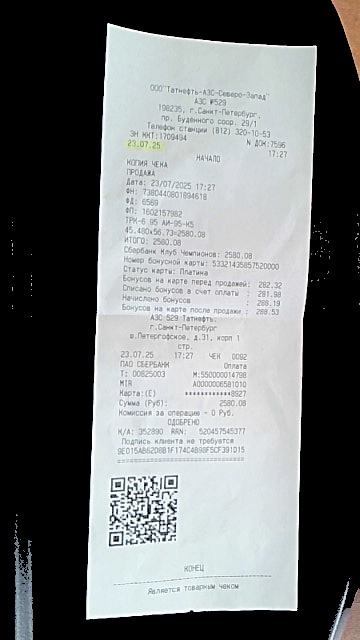 ООО"Татнефть-АЗС-Северо-Запад"
АЗС №529
198235, г.Санкт-Петербург,
пр. Буденного соор. 29/1
Телефон станции (812) 320-10-53
ЗН ККТ:1709494 N ДОК:7596
23.07.25 17:27
НАЧАЛО
КОПИЯ ЧЕКА
ПРОДАЖА
Дата: 23/07/2025 17:27
ФН: 7380440801894618
ФД: 6569
ФП: 1602157982
ТРК-6.95 АИ-95-К5
45.480x56.73=2580.08
ИТОГО: 2580.08
Сбербанк Клуб Чемпионов: 2580.08
Номер бонусной карты: 53321435857520000
Статус карты: Платина
Бонусов на карте перед продажей: 282.32
Списано бонусов в счет оплаты : 281.98
Начислено бонусов : 288.19
Бонусов на карте после продажи : 288.53
АЗС 529 Татнефть:
г.Санкт-Петербург
в.Петергофское, д.31, корп 1
стр.
23.07.25 17:27 ЧЕК 0092
ПАО СБЕРБАНК Оплата
Т: 00825003 М:550000014798
MIR A0000006581010
Карта:(E) ************8927
Сумма (Руб): 2580.08
Комиссия за операцию - 0 Руб.
ОДОБРЕНО
К/А: 352890 RRN: 520457545377
Подпись клиента не требуется
9E015AB62D8B1F174C4B98F5CF391D15
================================
КОНЕЦ
Является товарным чеком